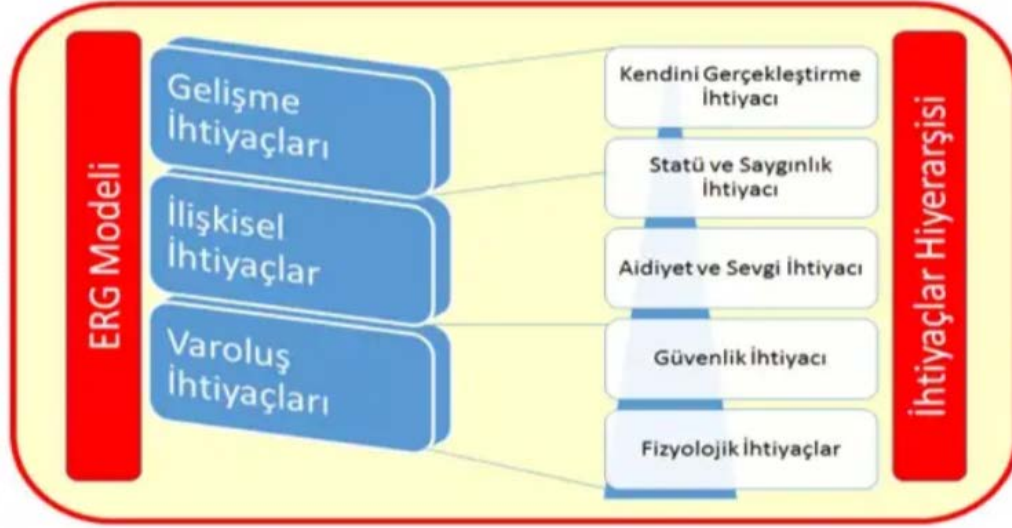 ERG Modeli
Gelişme
İhtiyaçları
İlişkisel
İhtiyaçlar
Varoluş
İhtiyaçları
Kendini Gerçekleştirme
İhtiyacı
Statü ve Saygınlık
İhtiyacı
Aidiyet ve Sevgi İhtiyacı
Güvenlik İhtiyacı
Fizyolojik İhtiyaçlar
İhtiyaçlar Hiyerarşisi